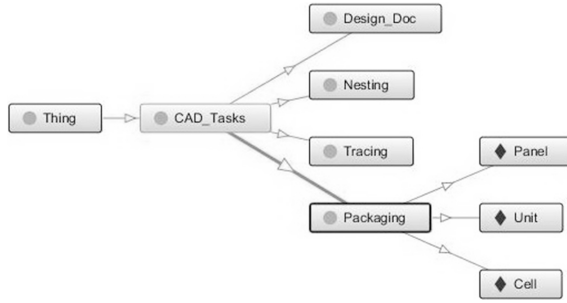 Design_Doc
Nesting
Thing
CAD_Tasks
Tracing
Panel
Packaging
Unit
Cell